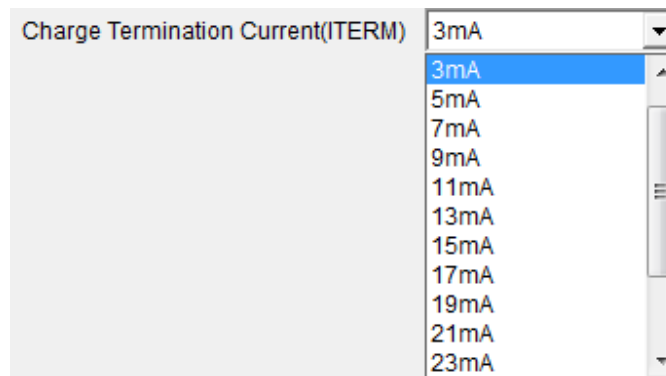 Charge Termination Current(ITERM) 3mA
3mA
5mA
7mA
9mA
11mA
13mA
15mA
17mA
19mA
21mA
23mA